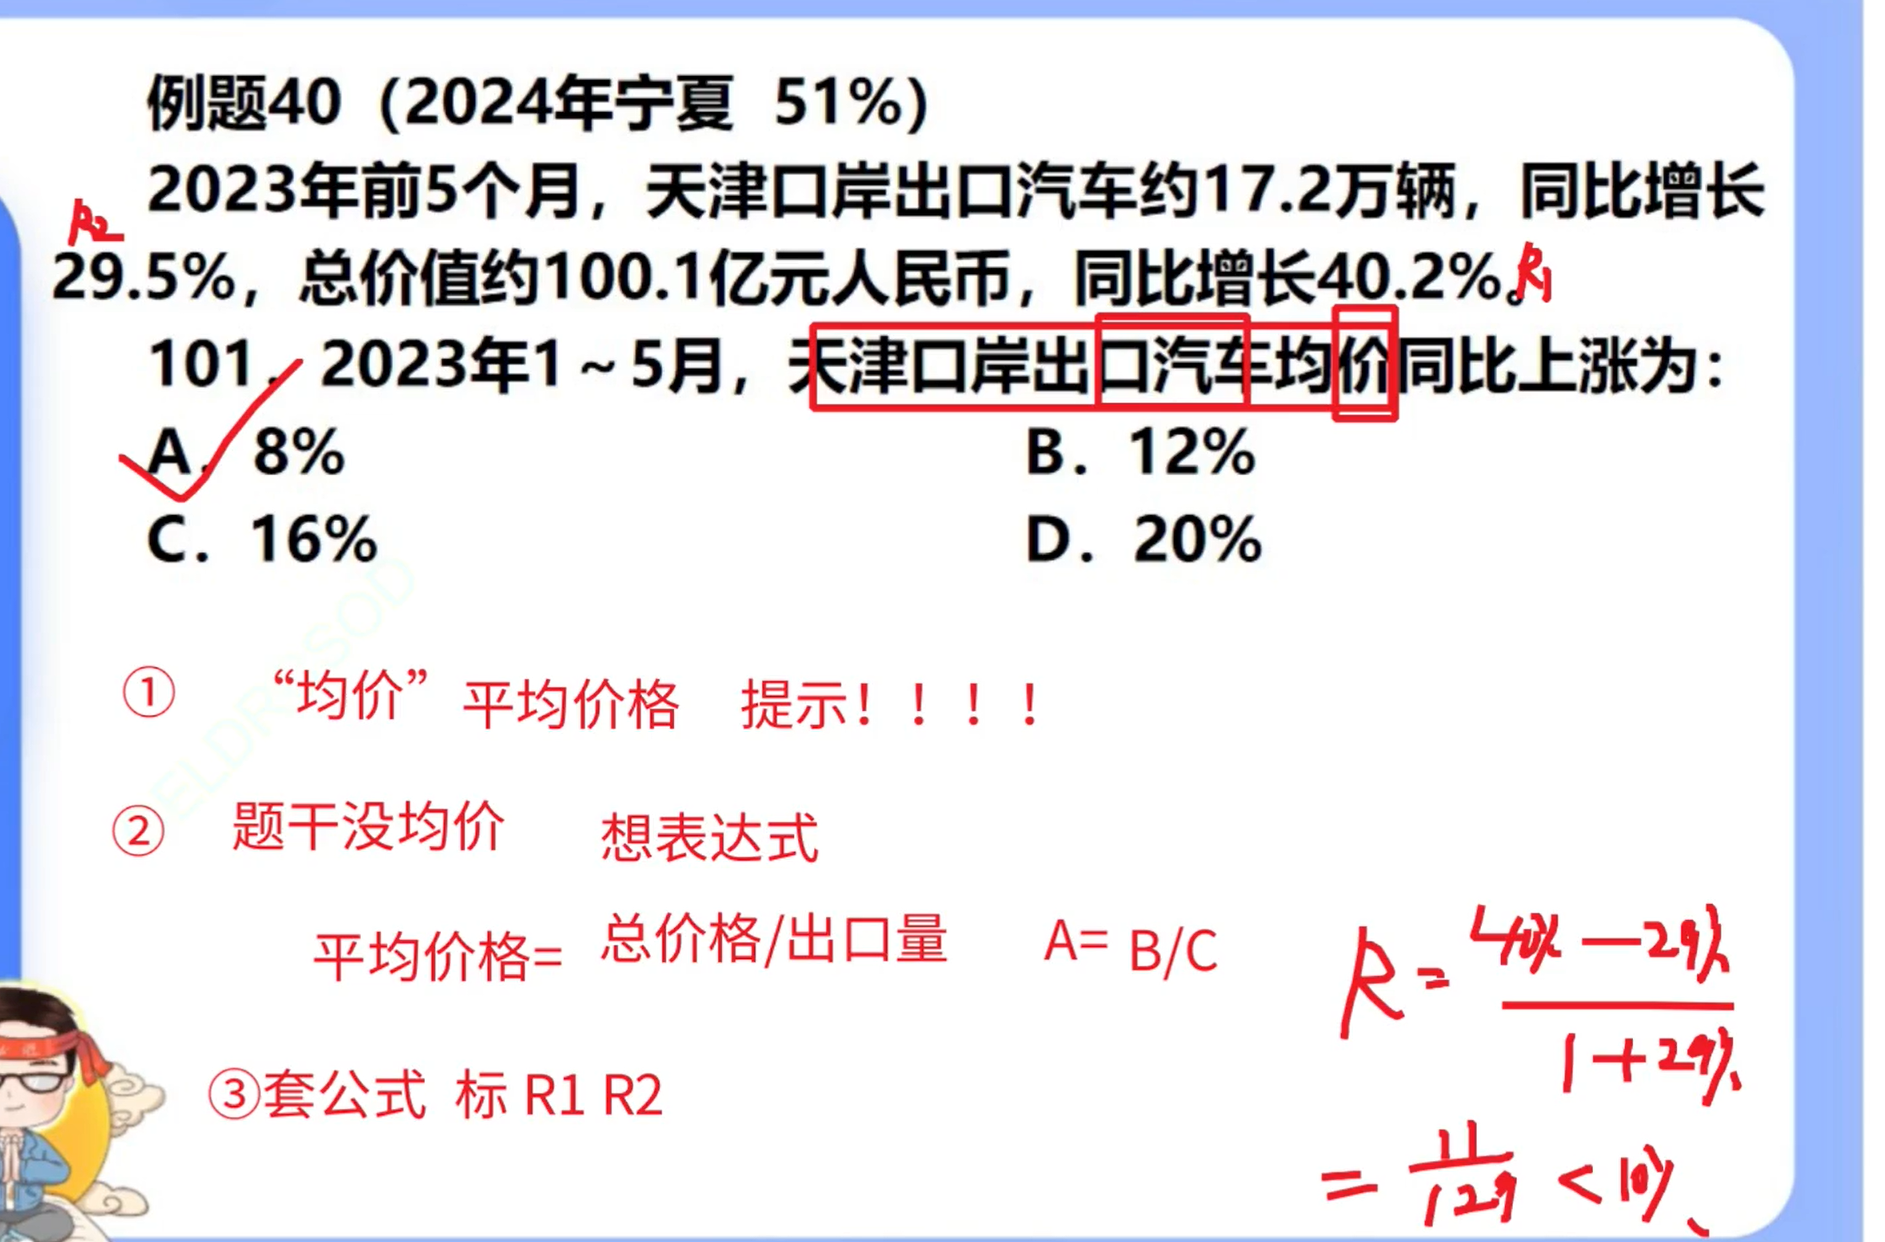 例题40（2024年宁夏 51%）
2023年前5个月，天津口岸出口汽车约17.2万辆，同比增长
R2
29.5%，总价值约100.1亿元人民币，同比增长40.2%。R1
101．2023年1～5月，天津口岸出口汽车均价同比上涨为：
A．8% B．12%
C．16% D．20%
① “均价” 平均价格 提示！！！！
② 题干没均价 想表达式
平均价格= 总价格/出口量 A= B/C
R= 40% − 29%
1+29%
③套公式 标 R1 R2
= 11/129 < 10%